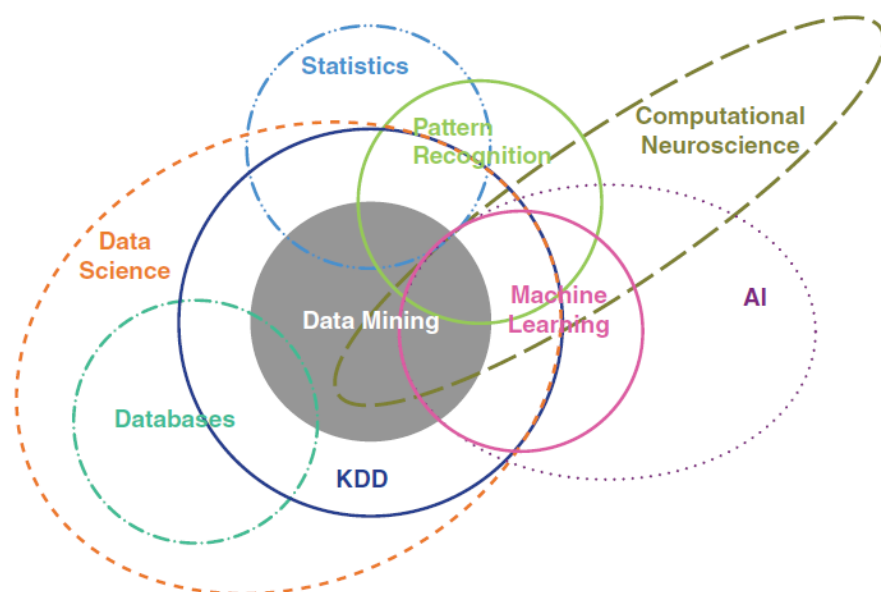 Statistics
Pattern
Recognition
Computational
Neuroscience
Data
Science
Machine
Learning
AI
Data Mining
Databases
KDD